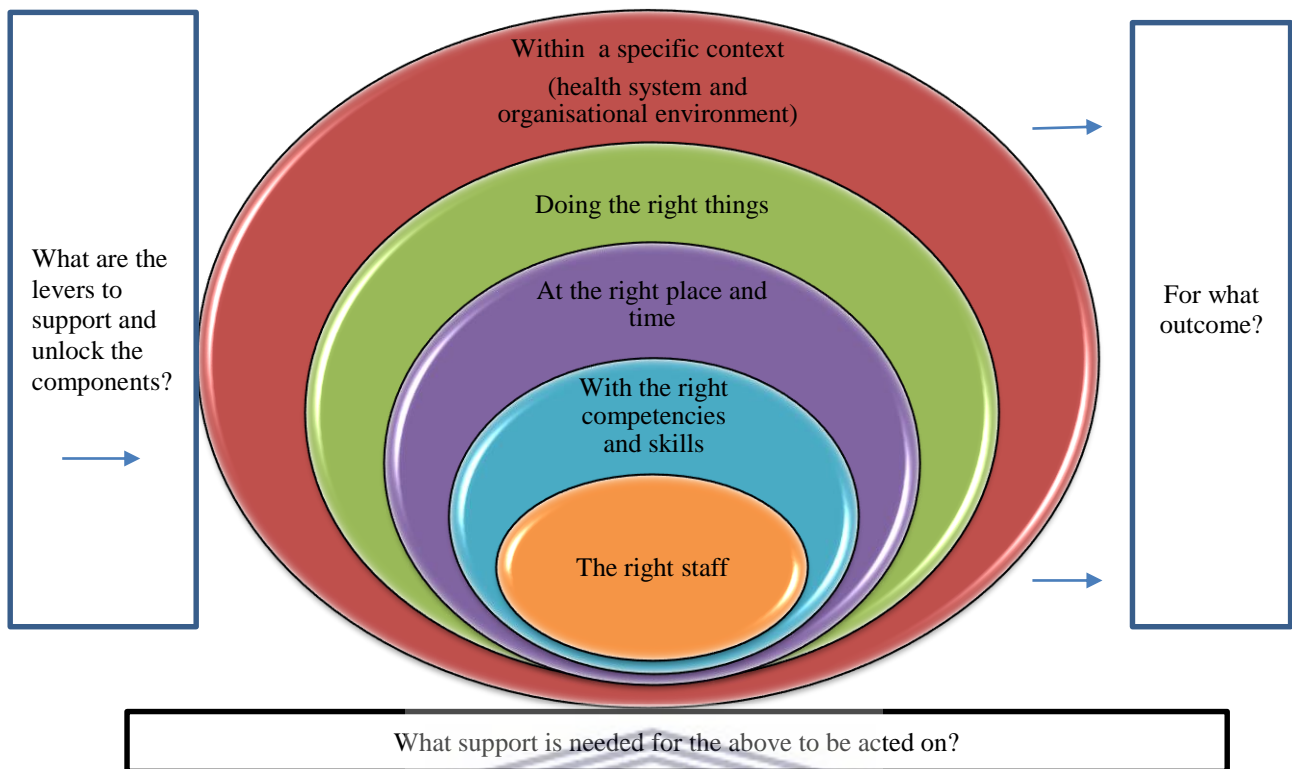 Within a specific context
(health system and
organisational environment)
Doing the right things
What are the
levers to
support and
unlock the
components?
At the right place and
time
For what
outcome?
With the right
competencies
and skills
The right staff
What support is needed for the above to be acted on?